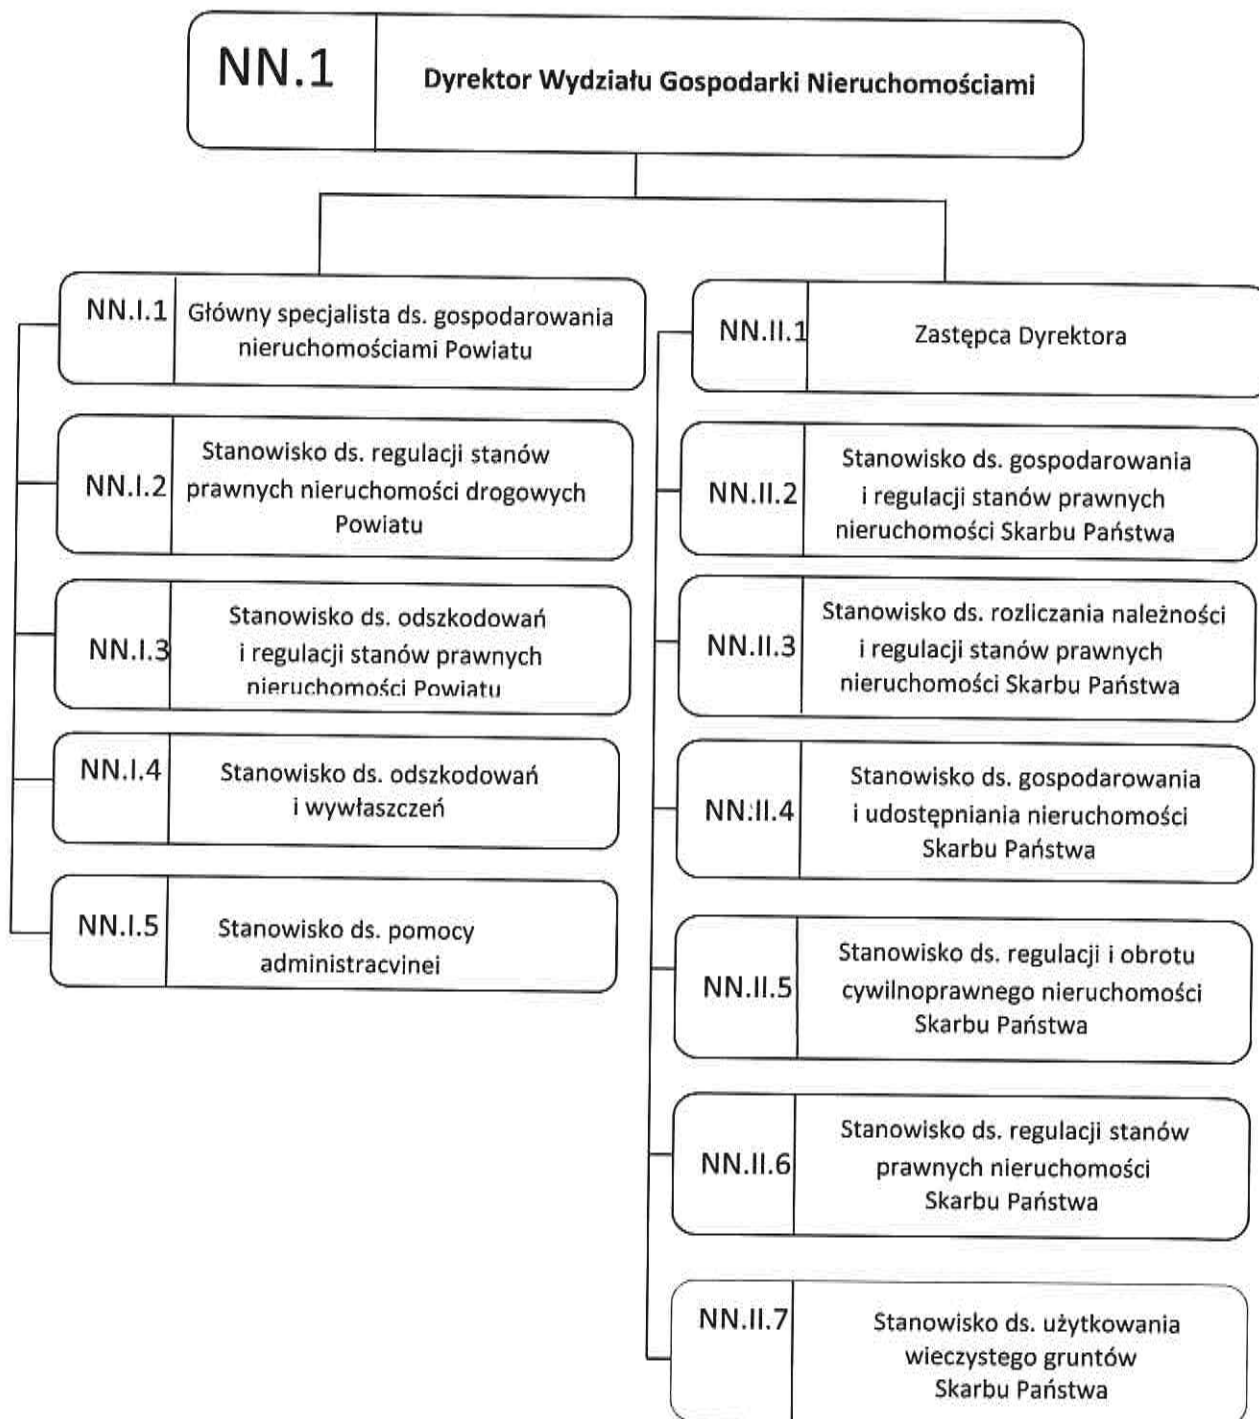 NN.1
Dyrektor Wydziału Gospodarki Nieruchomościami
NN.I.1
Główny specjalista ds. gospodarowania
nieruchomościami Powiatu
NN.I.2
Stanowisko ds. regulacji stanów
prawnych nieruchomości drogowych
Powiatu
NN.I.3
Stanowisko ds. odszkodowań
i regulacji stanów prawnych
nieruchomości Powiatu
NN.I.4
Stanowisko ds. odszkodowań
i wywłaszczeń
NN.I.5
Stanowisko ds. pomocy
administracyjnej
NN.II.1
Zastępca Dyrektora
NN.II.2
Stanowisko ds. gospodarowania
i regulacji stanów prawnych
nieruchomości Skarbu Państwa
NN.II.3
Stanowisko ds. rozliczania należności
i regulacji stanów prawnych
nieruchomości Skarbu Państwa
NN.II.4
Stanowisko ds. gospodarowania
i udostępniania nieruchomości
Skarbu Państwa
NN.II.5
Stanowisko ds. regulacji i obrotu
cywilnoprawnego nieruchomości
Skarbu Państwa
NN.II.6
Stanowisko ds. regulacji stanów
prawnych nieruchomości
Skarbu Państwa
NN.II.7
Stanowisko ds. użytkowania
wieczystego gruntów
Skarbu Państwa